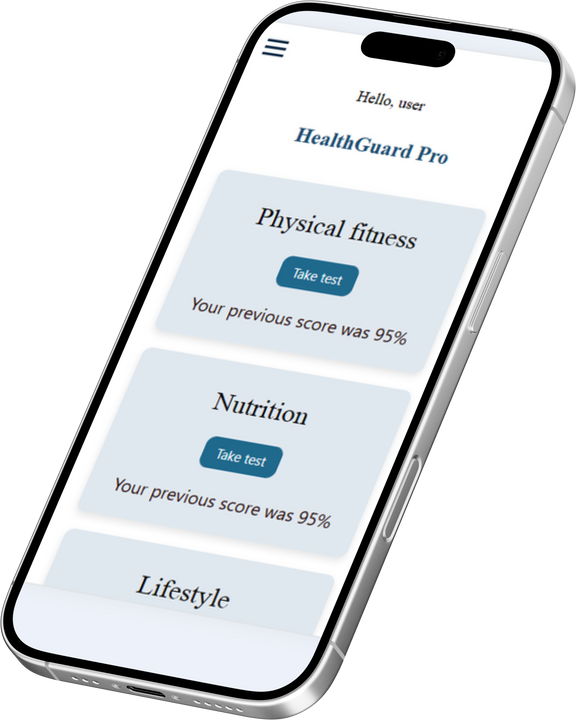 Hello, user
HealthGuard Pro
Physical fitness
Take test
Your previous score was 95%
Nutrition
Take test
Your previous score was 95%
Lifestyle